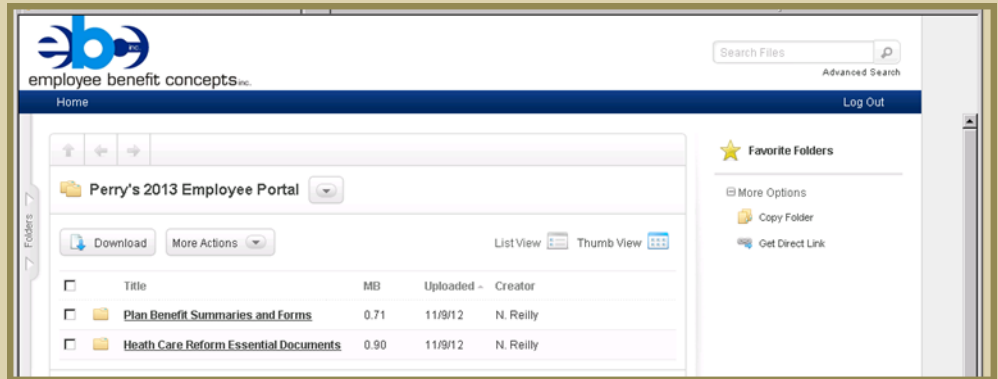 ebc inc.
employee benefit concepts inc.
Search Files
Advanced Search
Home Log Out
Favorite Folders
Perry's 2013 Employee Portal
More Options
Folders
Copy Folder
Download More Actions List View Thumb View
Get Direct Link
Title MB Uploaded Creator
Plan Benefit Summaries and Forms 0.71 11/9/12 N. Reilly
Heath Care Reform Essential Documents 0.90 11/9/12 N. Reilly